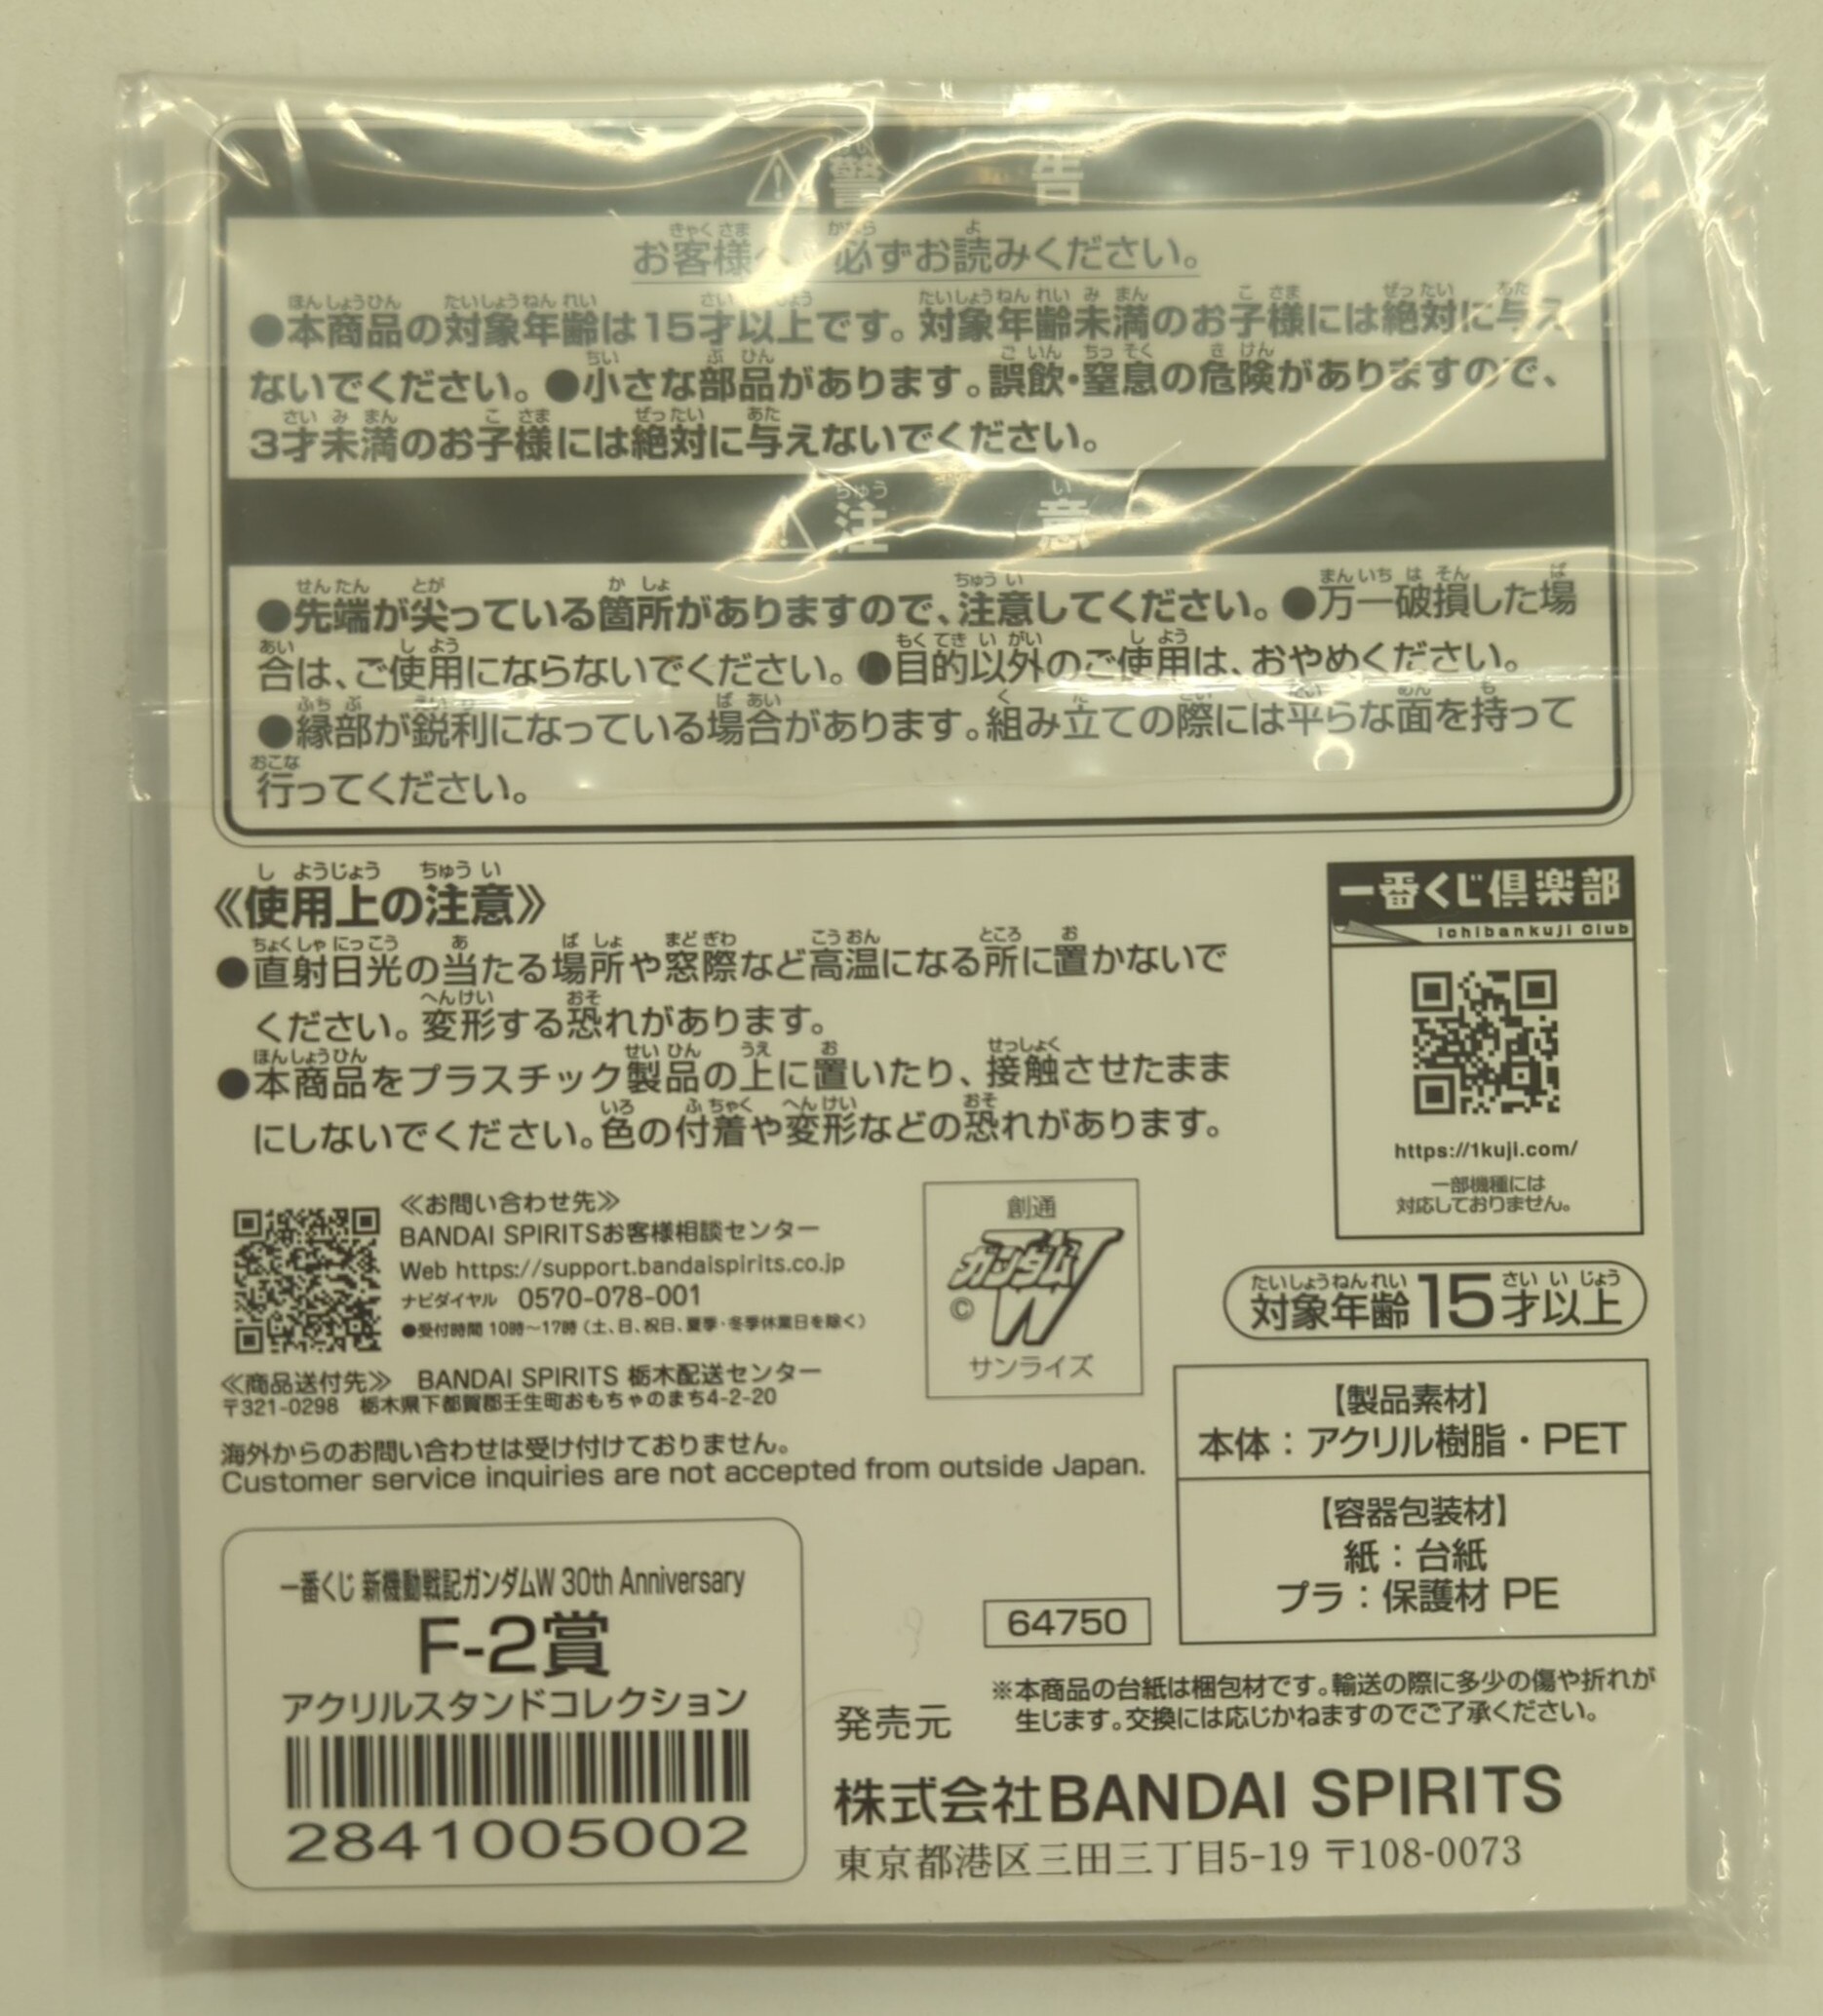 警告
お客様へ 必ずお読みください。
●本商品の対象年齢は15才以上です。対象年齢未満のお子様には絶対に与え
ないでください。●小さな部品があります。誤飲・窒息の危険がありますので、
3才未満のお子様には絶対に与えないでください。
注意
●先端が尖っている箇所がありますので、注意してください。●万一破損した場
合は、ご使用にならないでください。●目的以外のご使用は、おやめください。
●縁部が鋭利になっている場合があります。組み立ての際には平らな面を持って
行ってください。
《使用上の注意》
●直射日光の当たる場所や窓際など高温になる所に置かないで
ください。変形する恐れがあります。
●本商品をプラスチック製品の上に置いたり、接触させたまま
にしないでください。色の付着や変形などの恐れがあります。
一番くじ倶楽部
ichibankuji Club
https://1kuji.com/
一部機種には
対応しておりません。
≪お問い合わせ先≫
BANDAI SPIRITSお客様相談センター
Web https://support.bandaispirits.co.jp
ナビダイヤル 0570-078-001
●受付時間 10時～17時（土、日、祝日、夏季・冬季休業日を除く）
≪商品送付先≫ BANDAI SPIRITS 栃木配送センター
〒321-0298 栃木県下都賀郡壬生町おもちゃのまち4-2-20
海外からのお問い合わせは受け付けておりません。
Customer service inquiries are not accepted from outside Japan.
創通
ガンダムW
©
サンライズ
対象年齢15才以上
【製品素材】
本体：アクリル樹脂・PET
【容器包装材】
紙：台紙
プラ：保護材 PE
一番くじ 新機動戦記ガンダムW 30th Anniversary
F-2賞
アクリルスタンドコレクション
2841005002
64750
※本商品の台紙は梱包材です。輸送の際に多少の傷や折れが
生じます。交換には応じかねますのでご了承ください。
発売元
株式会社BANDAI SPIRITS
東京都港区三田三丁目5-19 〒108-0073